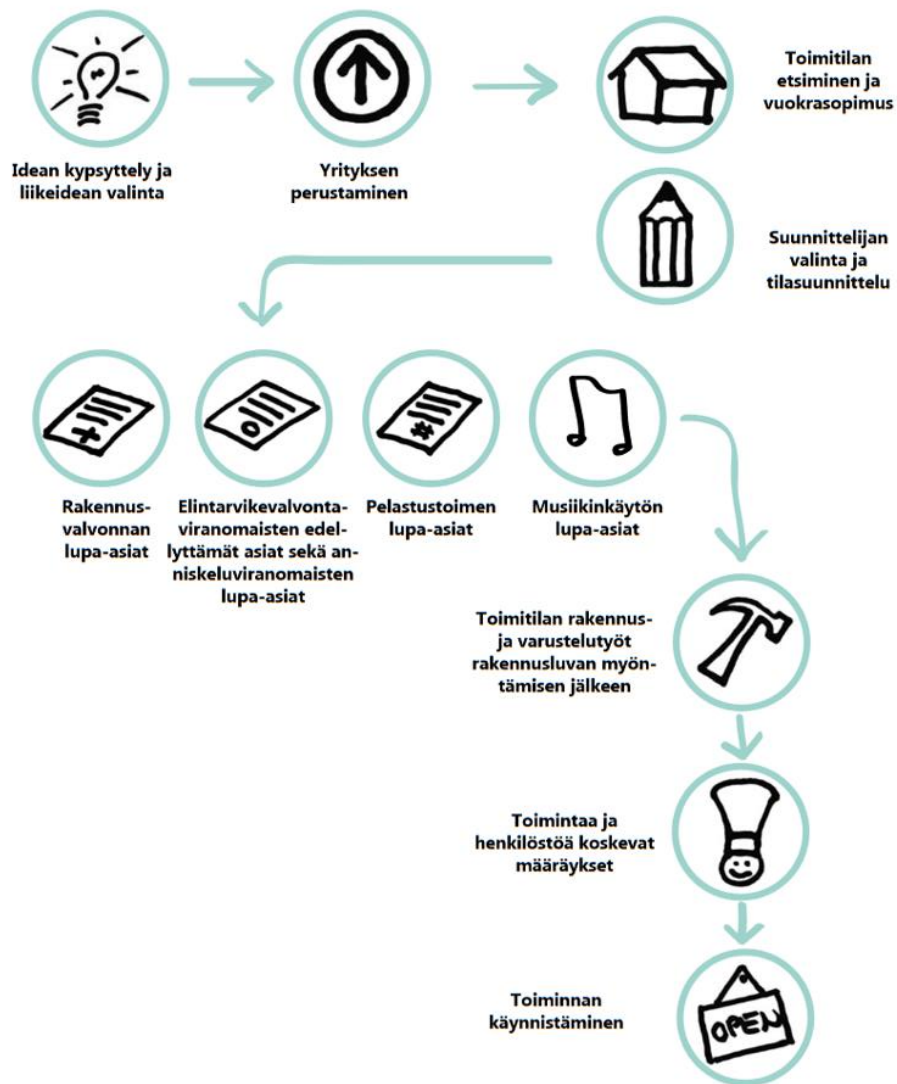 Idean kypsyttely ja
liikeidean valinta
Yrityksen
perustaminen
Toimitilan
etsiminen ja
vuokrasopimus
Suunnittelijan
valinta ja
tilasuunnittelu
Rakennus-
valvonnan
lupa-asiat
Elintarvikevalvonta-
viranomaisten edel-
lyttämät asiat sekä an-
niskeluviranomaisten
lupa-asiat
Pelastustoimen
lupa-asiat
Musiikinkäytön
lupa-asiat
Toimitilan rakennus-
ja varustelutyöt
rakennusluvan myön-
tämisen jälkeen
Toimintaa ja
henkilöstöä koskevat
määräykset
Toiminnan
käynnistäminen
OPEN